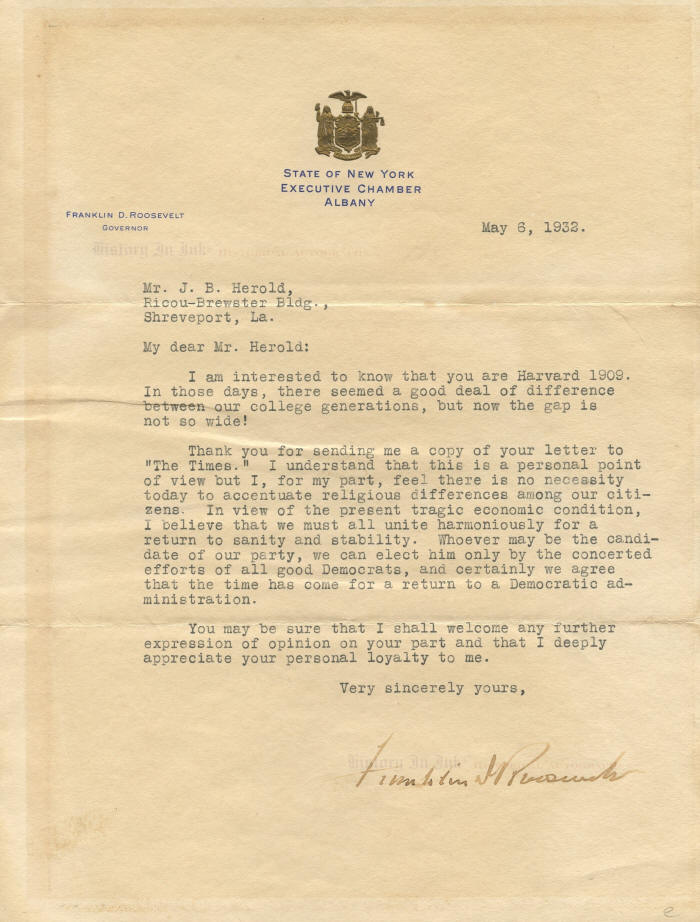 STATE OF NEW YORK
EXECUTIVE CHAMBER
ALBANY
FRANKLIN D. ROOSEVELT
GOVERNOR
May 6, 1932.
History In Ink
Mr. J. B. Herold,
Ricou-Brewster Bldg.,
Shreveport, La.
My dear Mr. Herold:
I am interested to know that you are Harvard 1909.
In those days, there seemed a good deal of difference
between our college generations, but now the gap is
not so wide!
Thank you for sending me a copy of your letter to
"The Times." I understand that this is a personal point
of view but I, for my part, feel there is no necessity
today to accentuate religious differences among our citi-
zens. In view of the present tragic economic condition,
I believe that we must all unite harmoniously for a
return to sanity and stability. Whoever may be the candi-
date of our party, we can elect him only by the concerted
efforts of all good Democrats, and certainly we agree
that the time has come for a return to a Democratic ad-
ministration.
You may be sure that I shall welcome any further
expression of opinion on your part and that I deeply
appreciate your personal loyalty to me.
Very sincerely yours,
History In Ink
Franklin D Roosevelt
e